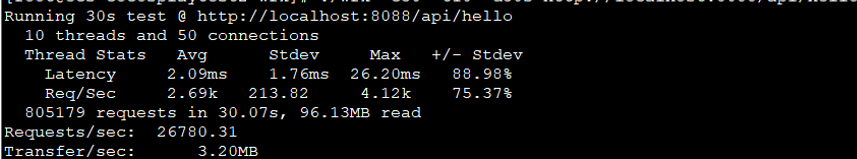 Running 30s test @ http://localhost:8088/api/hello
  10 threads and 50 connections
  Thread Stats   Avg      Stdev     Max   +/- Stdev
    Latency     2.09ms    1.76ms  26.20ms   88.98%
    Req/Sec     2.69k   213.82     4.12k    75.37%
  805179 requests in 30.07s, 96.13MB read
Requests/sec:  26780.31
Transfer/sec:      3.20MB